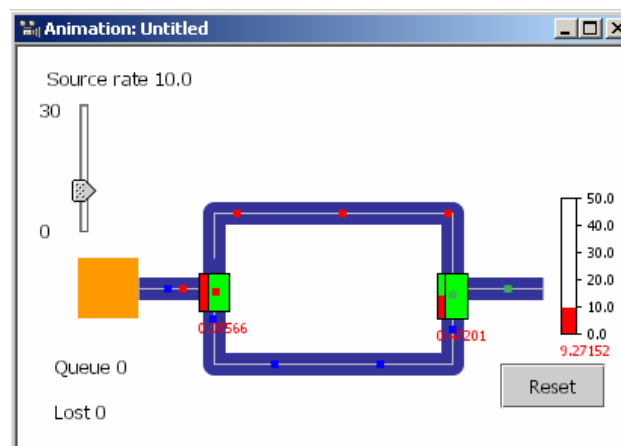 Animation: Untitled
Source rate 10.0
30
0
50.0
40.0
30.0
20.0
10.0
0.0
9.27152
Queue 0
Lost 0
Reset